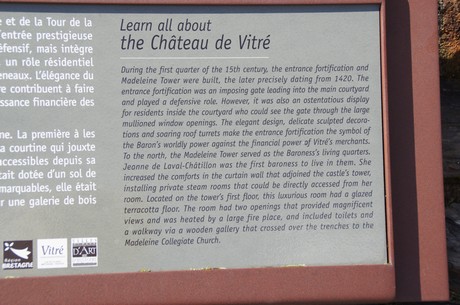 e et de la Tour de la
'entrée prestigieuse
éfensif, mais intègre
un rôle résidentiel
eneaux. L'élégance du
re contribuent à faire
issance financière des
ne. La première à les
a courtine qui jouxte
ccessibles depuis sa
tait dotée d'un sol de
marquables, elle était
r une galerie de bois
Learn all about
the Château de Vitré
During the first quarter of the 15th century, the entrance fortification and
Madeleine Tower were built, the later precisely dating from 1420. The
entrance fortification was an imposing gate leading into the main courtyard
and played a defensive role. However, it was also an ostentatious display
for residents inside the courtyard who could see the gate through the large
mullioned window openings. The elegant design, delicate sculpted decora-
tions and soaring roof turrets make the entrance fortification the symbol of
the Baron's worldly power against the financial power of Vitré's merchants.
To the north, the Madeleine Tower served as the Baroness's living quarters.
Jeanne de Laval-Châtillon was the first baroness to live in them. She
increased the comforts in the curtain wall that adjoined the castle's tower,
installing private steam rooms that could be directly accessed from her
room. Located on the tower's first floor, this luxurious room had a glazed
terracotta floor. The room had two openings that provided magnificent
views and was heated by a large fire place, and included toilets and
a walkway via a wooden gallery that crossed over the trenches to the
Madeleine Collegiate Church.
Région
BRETAGNE
Vitré
D'ART